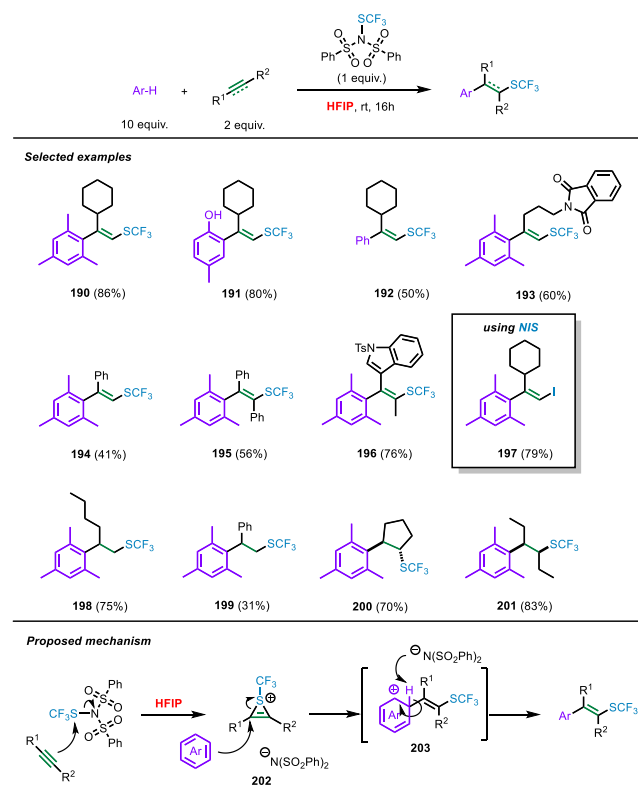 SCF3
O N O
S S
Ph O O Ph
(1 equiv.)
Ar-H + R1 R2
HFIP, rt, 16h
R1
Ar SCF3
R2
10 equiv. 2 equiv.
Selected examples
SCF3
190 (86%)
OH
SCF3
191 (80%)
Ph SCF3
192 (50%)
O
N
O
SCF3
193 (60%)
Ph
SCF3
194 (41%)
Ph
SCF3
Ph
195 (56%)
TsN
SCF3
196 (76%)
using NIS
I
197 (79%)
SCF3
198 (75%)
Ph
SCF3
199 (31%)
SCF3
200 (70%)
SCF3
201 (83%)
Proposed mechanism
O Ph
O S
F3C S N O
S
O Ph
R1
R2
HFIP
CF3
S ⊕
R1 R2
Ar
⊖ N(SO2Ph)2
202
⊖ N(SO2Ph)2
⊕ H R1
SCF3
Ar R2
203
R1
Ar SCF3
R2